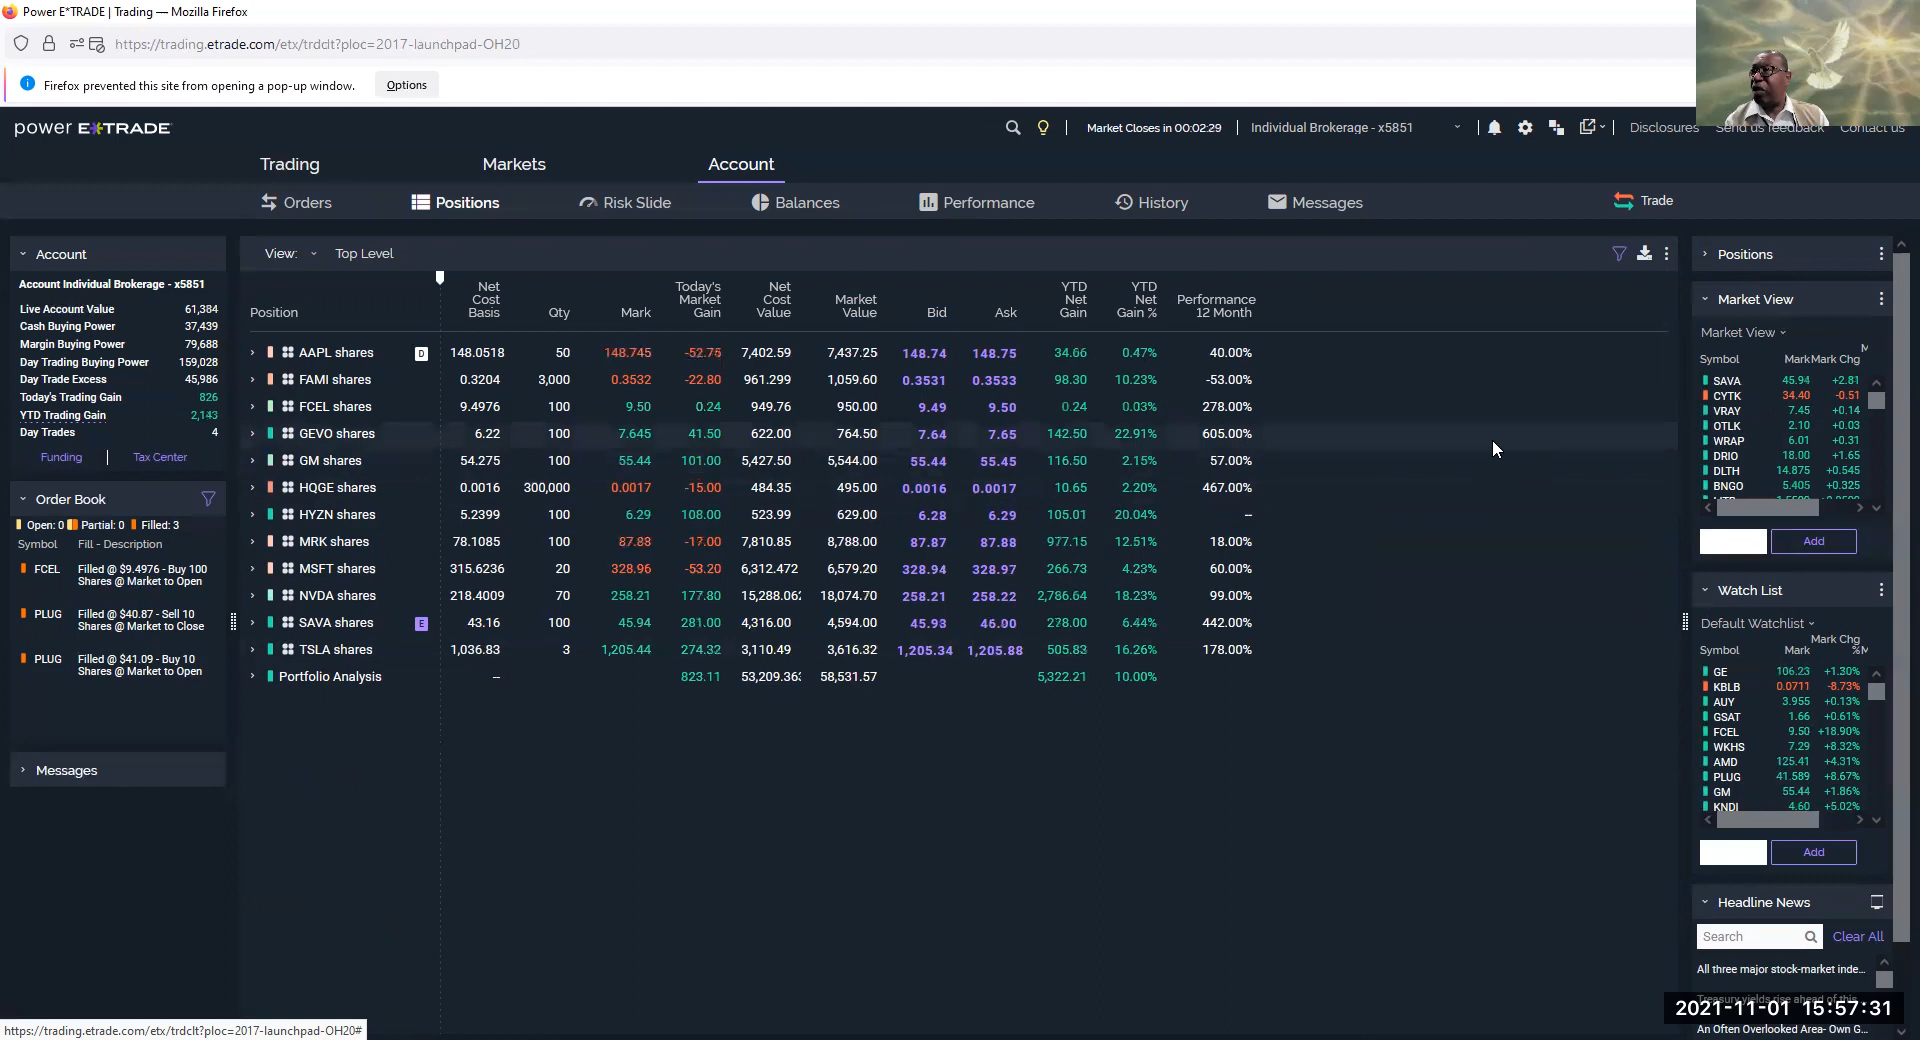 Power E*TRADE | Trading — Mozilla Firefox
https://trading.etrade.com/etx/trdclt?ploc=2017-launchpad-OH20
Firefox prevented this site from opening a pop-up window. Options
power E*TRADE Market Closes in 00:02:29 Individual Brokerage - x5851 Disclosures Send us feedback Contact us
Trading Markets Account
Orders Positions Risk Slide Balances Performance History Messages Trade
Account
Account Individual Brokerage - x5851
Live Account Value 61,384
Cash Buying Power 37,439
Margin Buying Power 79,688
Day Trading Buying Power 159,028
Day Trade Excess 45,986
Today's Trading Gain 826
YTD Trading Gain 2,143
Day Trades 4
Funding Tax Center
Order Book
Open: 0 Partial: 0 Filled: 3
Symbol Fill - Description
FCEL Filled @ $9.4976 - Buy 100
Shares @ Market to Open
PLUG Filled @ $40.87 - Sell 10
Shares @ Market to Close
PLUG Filled @ $41.09 - Buy 10
Shares @ Market to Open
Messages
View: Top Level
Position Net Cost Basis Qty Mark Today's Market Gain Net Cost Value Market Value Bid Ask YTD Net Gain YTD Net Gain % Performance 12 Month
AAPL shares D 148.0518 50 148.745 -52.75 7,402.59 7,437.25 148.74 148.75 34.66 0.47% 40.00%
FAMI shares 0.3204 3,000 0.3532 -22.80 961.299 1,059.60 0.3531 0.3533 98.30 10.23% -53.00%
FCEL shares 9.4976 100 9.50 0.24 949.76 950.00 9.49 9.50 0.24 0.03% 278.00%
GEVO shares 6.22 100 7.645 41.50 622.00 764.50 7.64 7.65 142.50 22.91% 605.00%
GM shares 54.275 100 55.44 101.00 5,427.50 5,544.00 55.44 55.45 116.50 2.15% 57.00%
HQGE shares 0.0016 300,000 0.0017 -15.00 484.35 495.00 0.0016 0.0017 10.65 2.20% 467.00%
HYZN shares 5.2399 100 6.29 108.00 523.99 629.00 6.28 6.29 105.01 20.04% –
MRK shares 78.1085 100 87.88 -17.00 7,810.85 8,788.00 87.87 87.88 977.15 12.51% 18.00%
MSFT shares 315.6236 20 328.96 -53.20 6,312.472 6,579.20 328.94 328.97 266.73 4.23% 60.00%
NVDA shares 218.4009 70 258.21 177.80 15,288.062 18,074.70 258.21 258.22 2,786.64 18.23% 99.00%
SAVA shares E 43.16 100 45.94 281.00 4,316.00 4,594.00 45.93 46.00 278.00 6.44% 442.00%
TSLA shares 1,036.83 3 1,205.44 274.32 3,110.49 3,616.32 1,205.34 1,205.88 505.83 16.26% 178.00%
Portfolio Analysis – 823.11 53,209.363 58,531.57 5,322.21 10.00%
Positions
Market View
Market View
Symbol Mark Mark Chg M
SAVA 45.94 +2.81
CYTK 34.40 -0.51
VRAY 7.45 +0.14
OTLK 2.10 +0.03
WRAP 6.01 +0.31
DRIO 18.00 +1.65
DLTH 14.875 +0.545
BNGO 5.405 +0.325
Add
Watch List
Default Watchlist
Symbol Mark Mark Chg % M
GE 106.23 +1.30%
KBLB 0.0711 -8.73%
AUY 3.955 +0.13%
GSAT 1.66 +0.61%
FCEL 9.50 +18.90%
WKHS 7.29 +8.32%
AMD 125.41 +4.31%
PLUG 41.589 +8.67%
GM 55.44 +1.86%
KNDI 4.60 +5.02%
Add
Headline News
Search Clear All
All three major stock-market inde...
Treasury yields rise ahead of this
2021-11-01 15:57:31
An Often Overlooked Area- Own G...
https://trading.etrade.com/etx/trdclt?ploc=2017-launchpad-OH20#